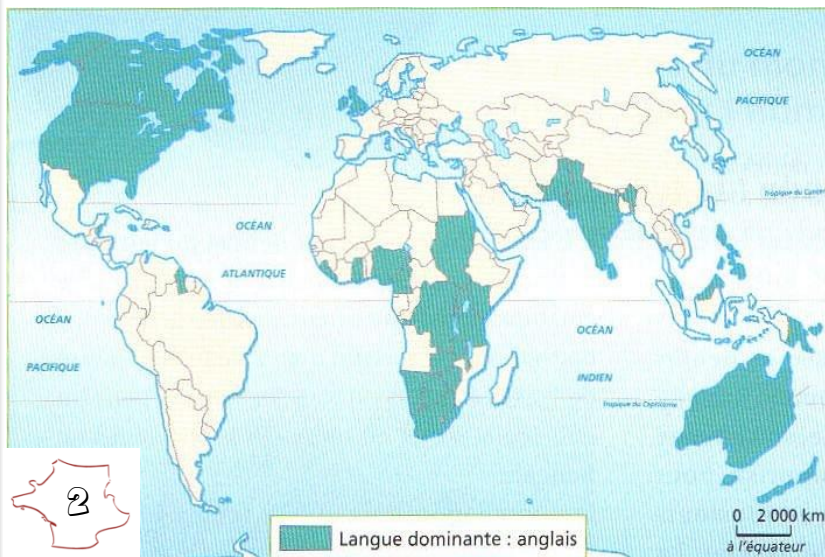 OCÉAN
PACIFIQUE
Tropique du Cancer
OCÉAN
ATLANTIQUE
OCÉAN
PACIFIQUE
OCÉAN
INDIEN
Tropique du Capricorne
2
Langue dominante : anglais
0 2 000 km
à l'équateur